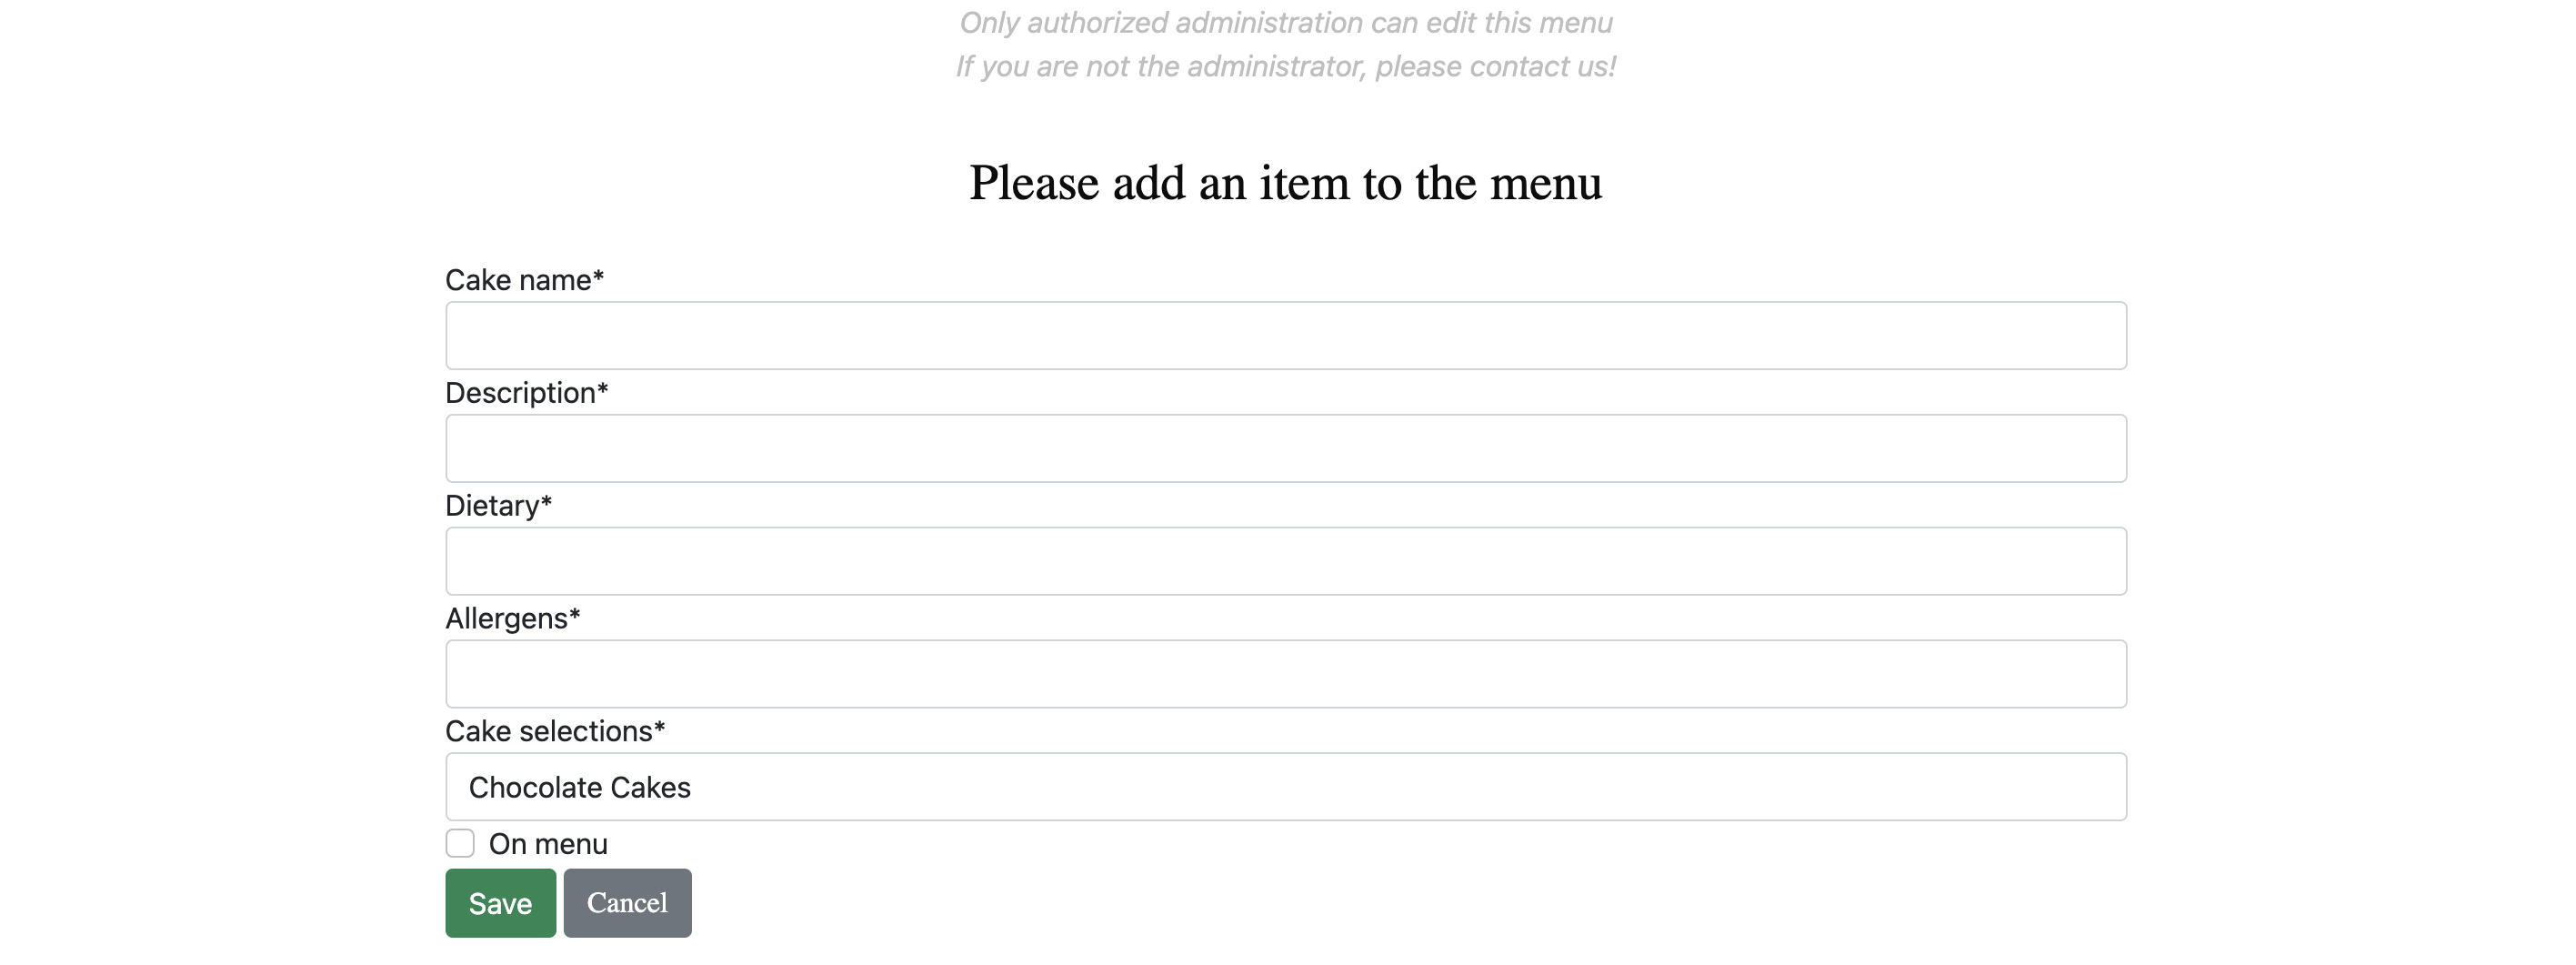 Only authorized administration can edit this menu
If you are not the administrator, please contact us!
Please add an item to the menu
Cake name*
Description*
Dietary*
Allergens*
Cake selections*
Chocolate Cakes
On menu
Save Cancel